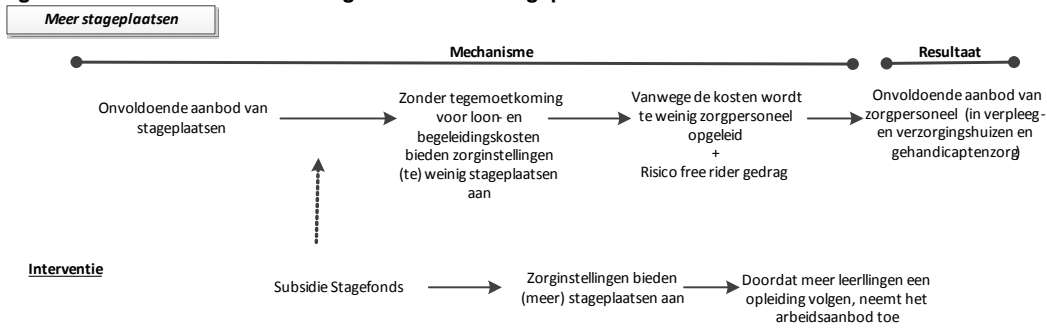 Meer stageplaatsen
Mechanisme
Resultaat
Onvoldoende aanbod van
stageplaatsen
Zonder tegemoetkoming
voor loon- en
begeleidingskosten
bieden zorginstellingen
(te) weinig stageplaatsen
aan
Vanwege de kosten wordt
te weinig zorgpersoneel
opgeleid
+
Risico free rider gedrag
Onvoldoende aanbod van
zorgpersoneel (in verpleeg-
en verzorgingshuizen en
gehandicaptenzorg)
Interventie
Subsidie Stagefonds
Zorginstellingen bieden
(meer) stageplaatsen aan
Doordat meer leerllingen een
opleiding volgen, neemt het
arbeidsaanbod toe